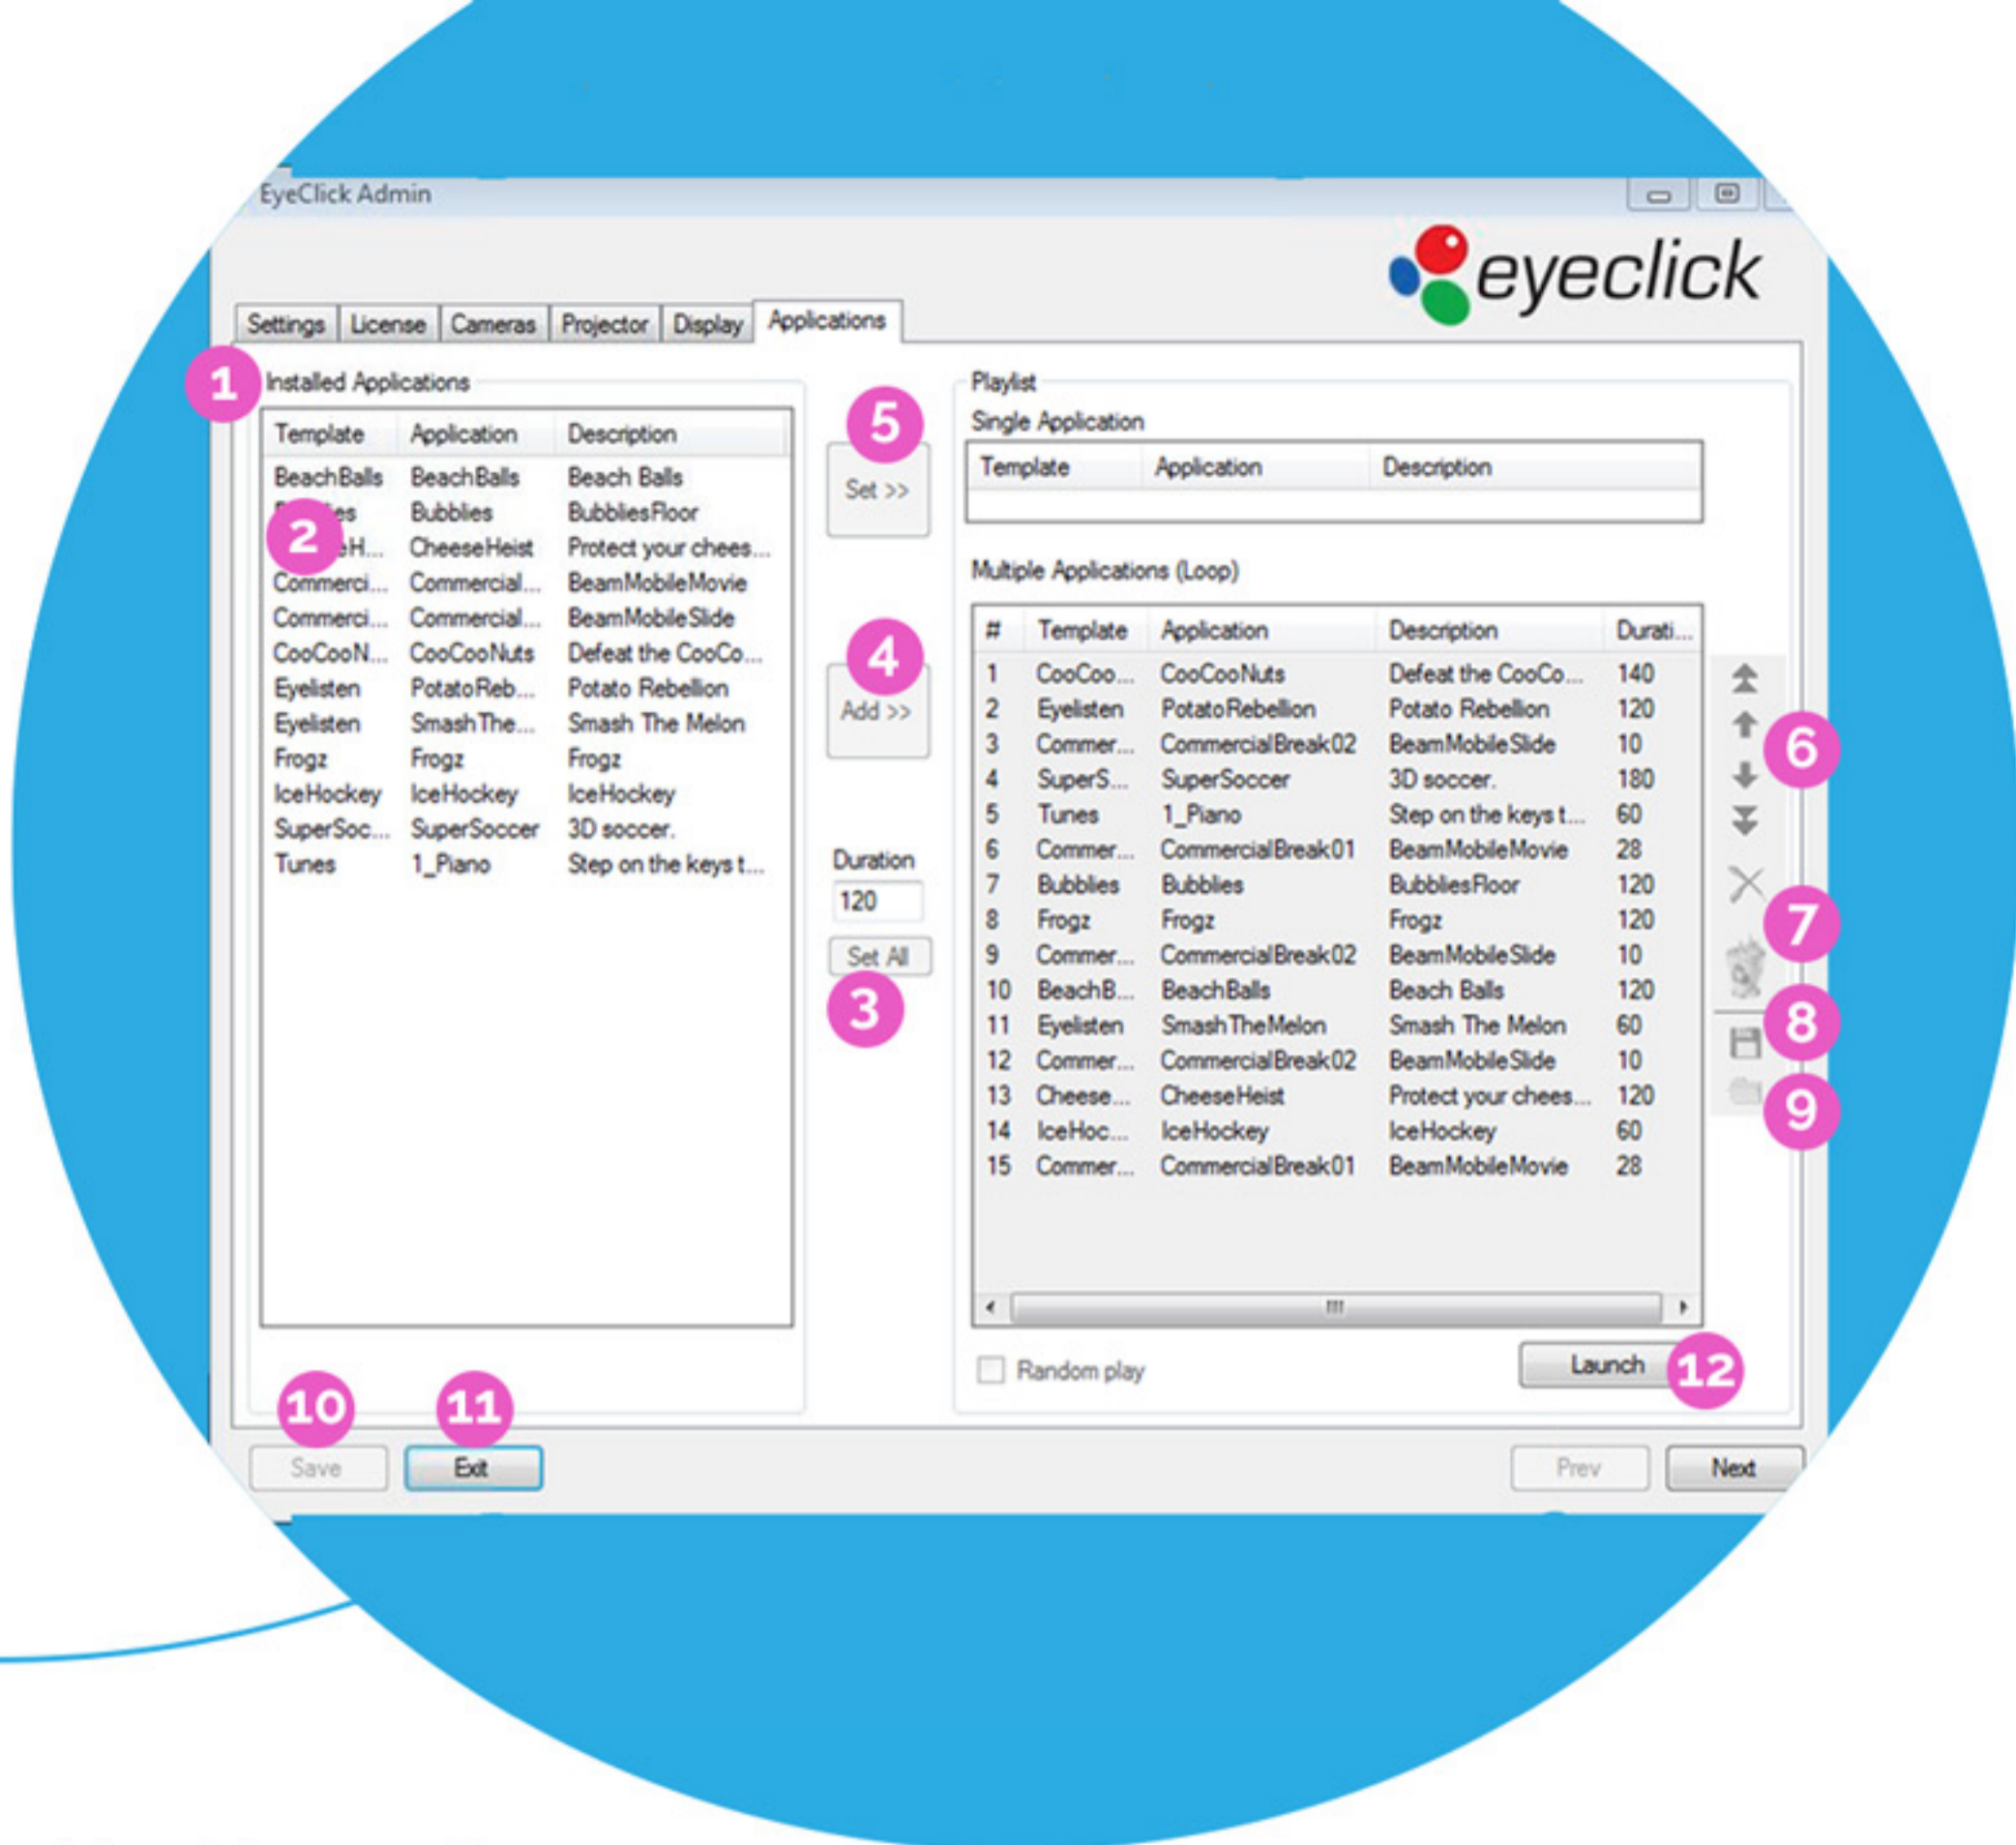 EyeClick Admin
eyeclick
Settings License Cameras Projector Display Applications
1 Installed Applications
Template Application Description
BeachBalls BeachBalls Beach Balls
Bubblies BubbliesFloor
2 CheeseHeist Protect your chees...
Commerci... Commercial... BeamMobileMovie
Commerci... Commercial... BeamMobileSlide
CooCooN... CooCooNuts Defeat the CooCo...
Eyelisten PotatoReb... Potato Rebellion
Eyelisten SmashThe... Smash The Melon
Frogz Frogz Frogz
IceHockey IceHockey IceHockey
SuperSoc... SuperSoccer 3D soccer.
Tunes 1_Piano Step on the keys t...
5
Set >>
4
Add >>
Duration
120
Set All
3
Playlist
Single Application
Template Application Description
Multiple Applications (Loop)
# Template Application Description Durati...
1 CooCoo... CooCooNuts Defeat the CooCo... 140
2 Eyelisten PotatoRebellion Potato Rebellion 120
3 Commer... CommercialBreak02 BeamMobileSlide 10
4 SuperS... SuperSoccer 3D soccer. 180
5 Tunes 1_Piano Step on the keys t... 60
6 Commer... CommercialBreak01 BeamMobileMovie 28
7 Bubblies Bubblies BubbliesFloor 120
8 Frogz Frogz Frogz 120
9 Commer... CommercialBreak02 BeamMobileSlide 10
10 BeachB... BeachBalls Beach Balls 120
11 Eyelisten SmashTheMelon Smash The Melon 60
12 Commer... CommercialBreak02 BeamMobileSlide 10
13 Cheese... CheeseHeist Protect your chees... 120
14 IceHoc... IceHockey IceHockey 60
15 Commer... CommercialBreak01 BeamMobileMovie 28
6
7
8
9
Random play
Launch 12
10 11
Save Exit Prev Next